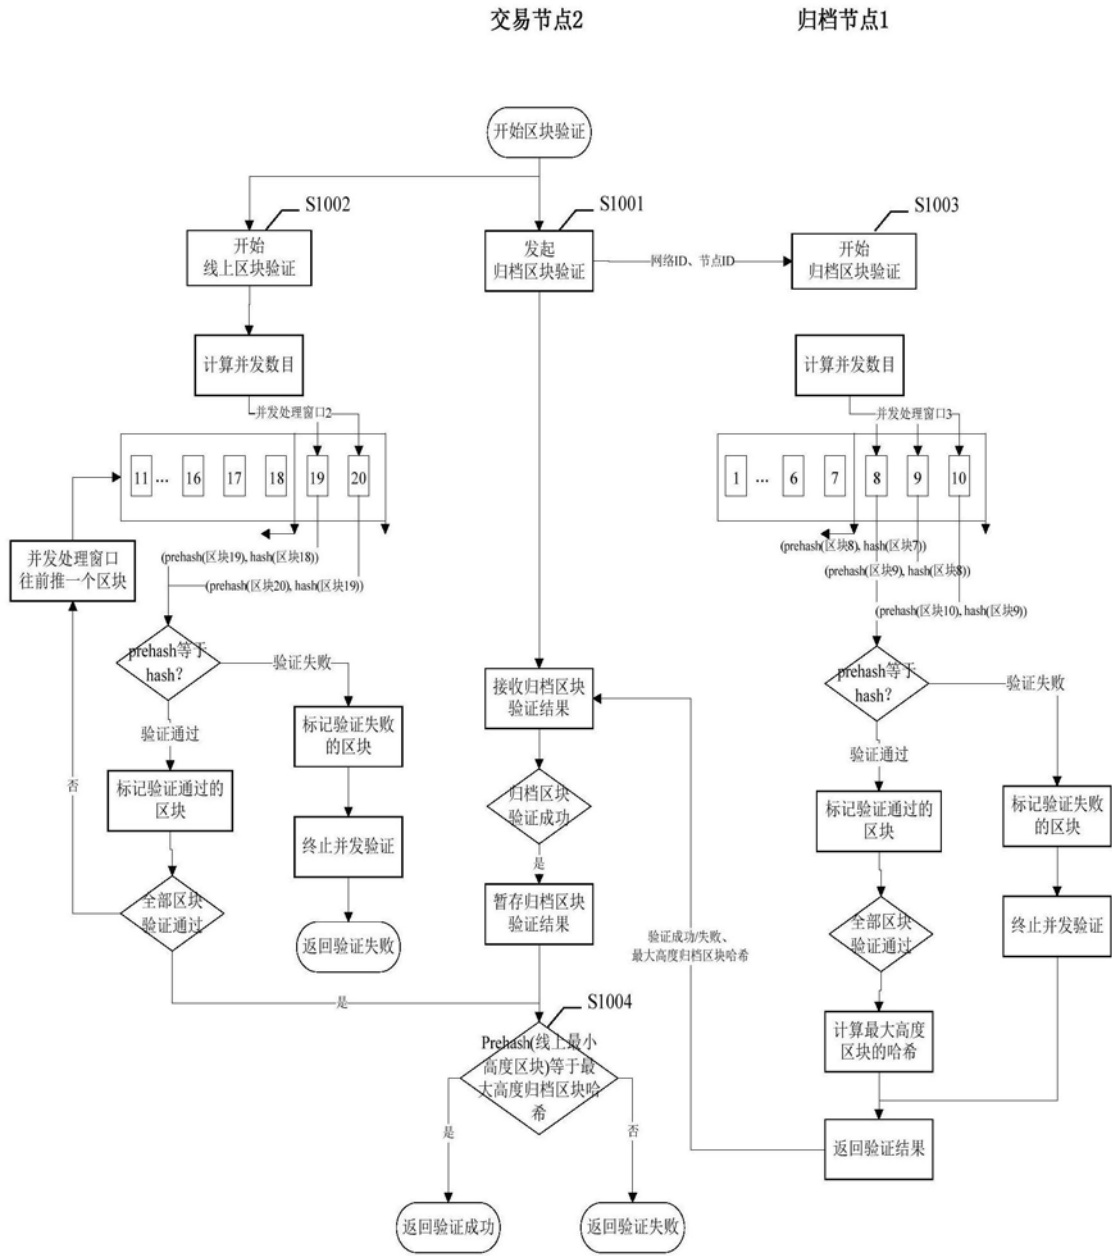 交易节点2
归档节点1
开始区块验证
S1002
S1001
S1003
开始
线上区块验证
发起
归档区块验证
网络ID、节点ID
开始
归档区块验证
计算并发数目
计算并发数目
并发处理窗口2
并发处理窗口3
11 ... 16 17 18 19 20
1 ... 6 7 8 9 10
并发处理窗口
往前推一个区块
(prehash(区块19), hash(区块18))
(prehash(区块20), hash(区块19))
(prehash(区块8), hash(区块7))
(prehash(区块9), hash(区块8))
(prehash(区块10), hash(区块9))
prehash等于
hash?
验证失败
接收归档区块
验证结果
prehash等于
hash?
验证失败
验证通过
标记验证失败
的区块
验证通过
否
标记验证通过的
区块
归档区块
验证成功
标记验证通过的
区块
标记验证失败
的区块
终止并发验证
是
全部区块
验证通过
暂存归档区块
验证结果
全部区块
验证通过
终止并发验证
返回验证失败
验证成功/失败、
最大高度归档区块哈希
是
S1004
计算最大高度
区块的哈希
Prehash(线上最小
高度区块)等于最
大高度归档区块哈
希
是
否
返回验证结果
返回验证成功
返回验证失败